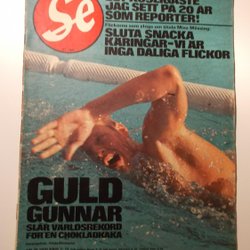 Se
JAG SETT PÅ 20 ÅR
SOM REPORTER!
SLUTA SNACKA
KÄRINGAR-VI ÄR
INGA DÅLIGA FLICKOR
GULD
GUNNAR
SLÅR VÄRLDSREKORD
FÖR EN CHOKLADKAKA